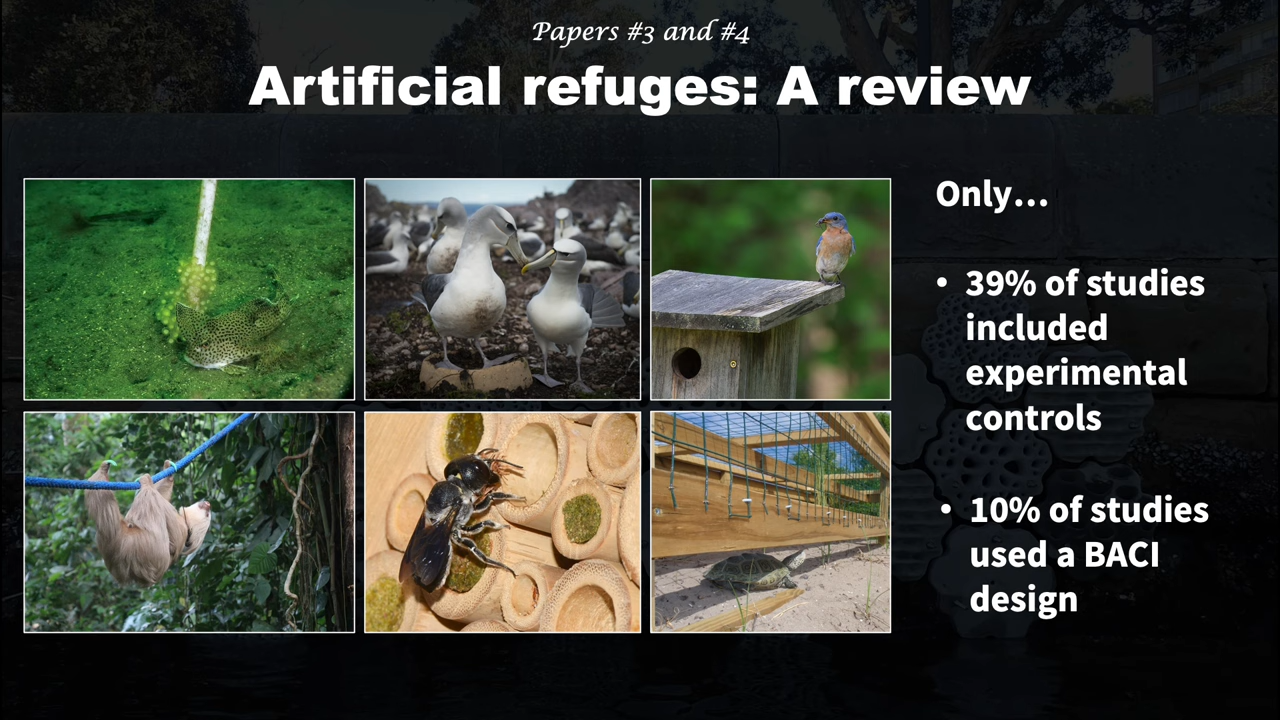 Papers #3 and #4
Artificial refuges: A review
Only…
• 39% of studies
included
experimental
controls
• 10% of studies
used a BACI
design